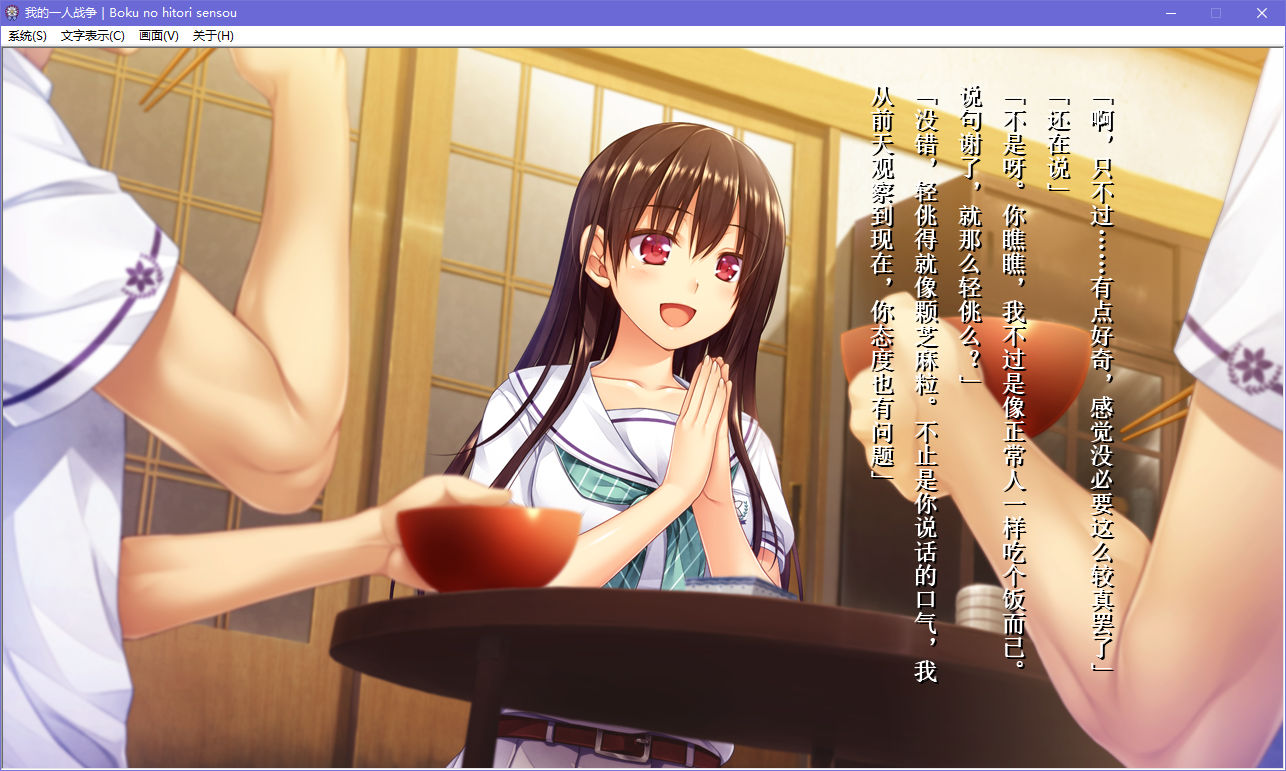 我的一人战争 | Boku no hitori sensou
系统(S) 文字表示(C) 画面(V) 关于(H)
「啊，只不过……有点好奇，感觉没必要这么较真罢了」
「还在说」
「不是呀。你瞧瞧，我不过是像正常人一样吃个饭而已。
说句谢了，就那么轻佻么？」
「没错，轻佻得就像颗芝麻粒。不止是你说话的口气，我
从前天观察到现在，你态度也有问题」